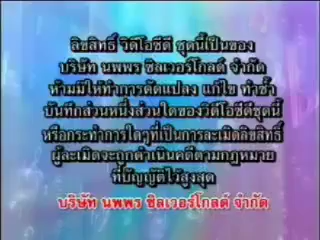 ลิขสิทธิ์ วิดีโอซีดี ชุดนี้เป็นของ
บริษัท นพพร ซิลเวอร์โกลด์ จำกัด
ห้ามมิให้ทำการดัดแปลง แก้ไข ทำซ้ำ
บันทึกส่วนหนึ่งส่วนใดของวิดีโอซีดีชุดนี้
หรือกระทำการใดๆที่เป็นการละเมิดลิขสิทธิ์
ผู้ละเมิดจะถูกดำเนินคดีตามกฎหมาย
ที่บัญญัติไว้สูงสุด
บริษัท นพพร ซิลเวอร์โกลด์ จำกัด